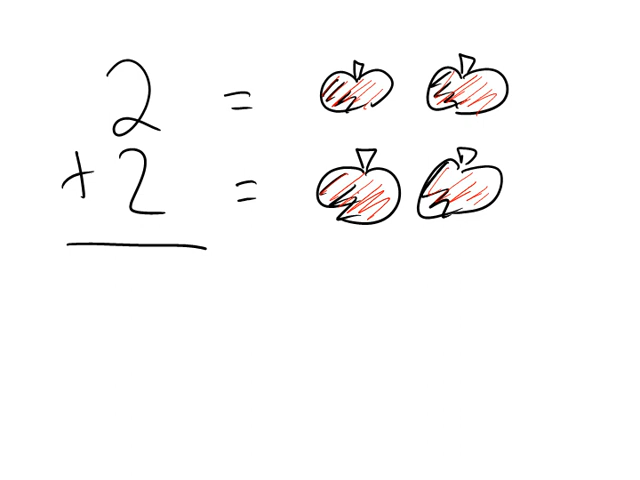 2 =
+ 2 =